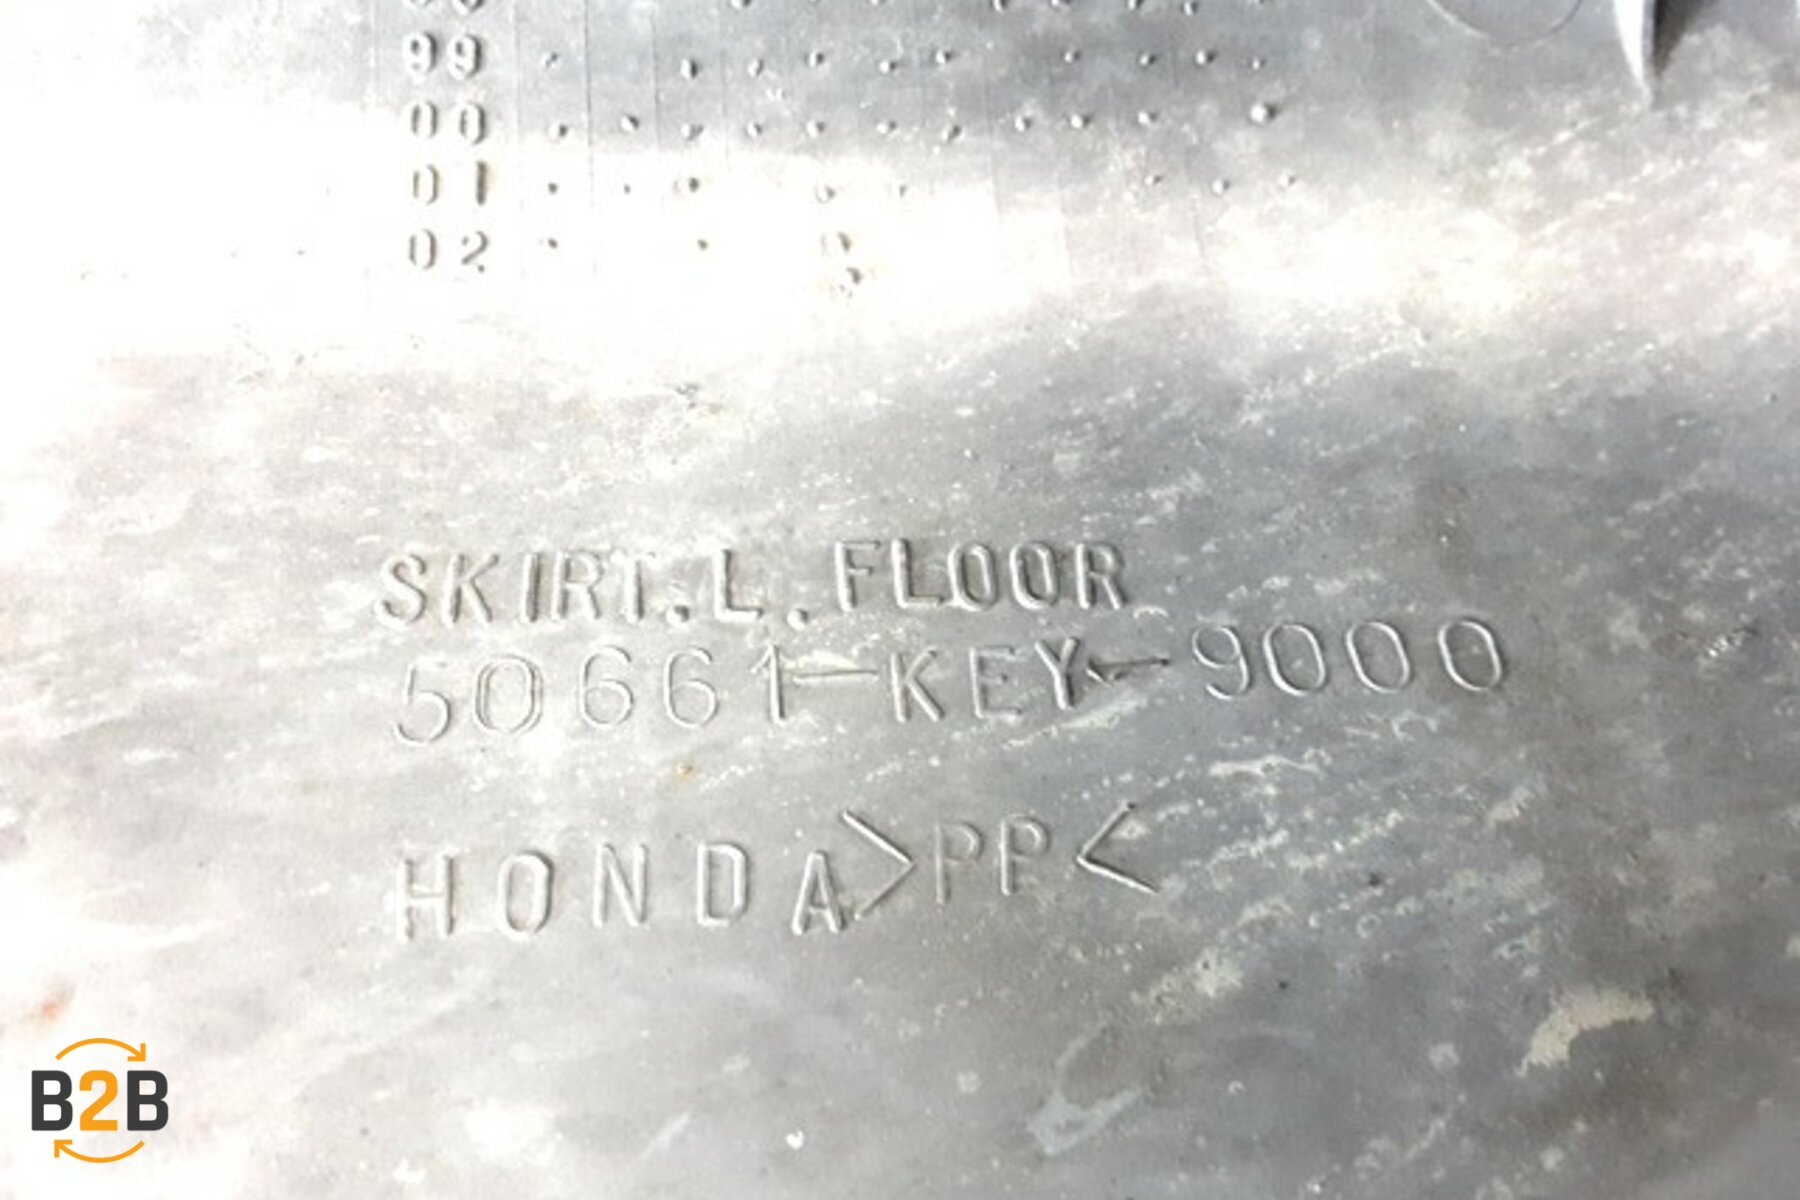 99
00
01
02
SKIRT.L.FLOOR
50661-KEY-9000
HONDA>PP<
B2B